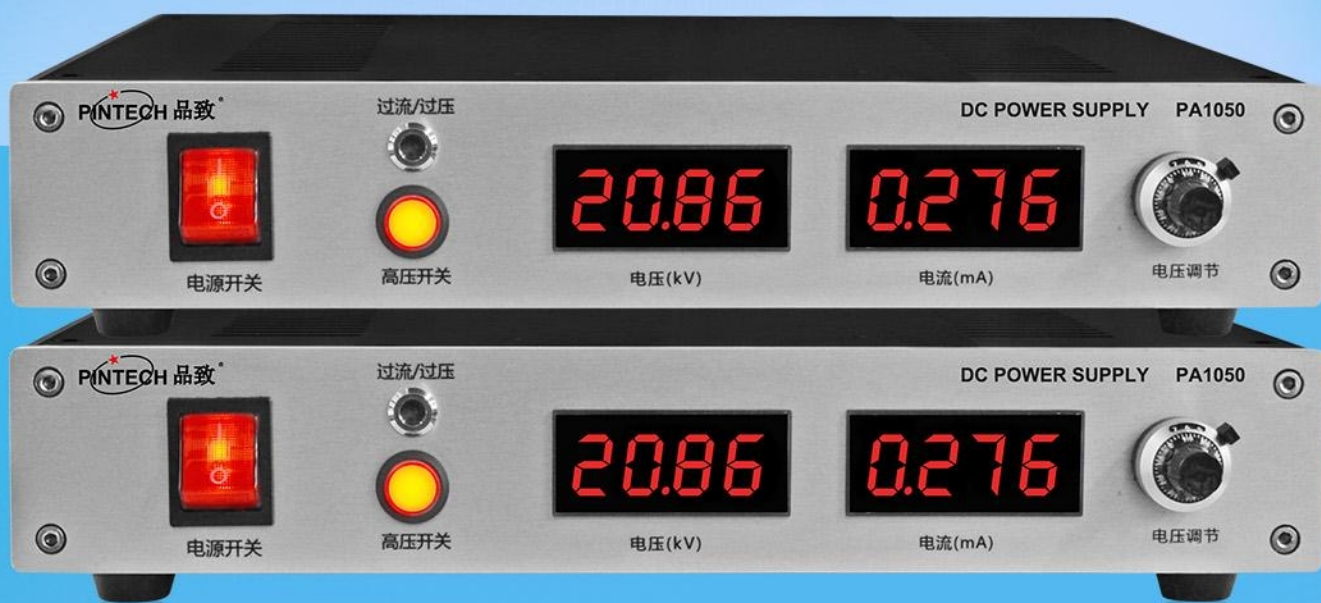 PINTECH 品致
过流/过压
DC POWER SUPPLY PA1050
20.86
0.276
电源开关
高压开关
电压(kV)
电流(mA)
电压调节
PINTECH 品致
过流/过压
DC POWER SUPPLY PA1050
20.86
0.276
电源开关
高压开关
电压(kV)
电流(mA)
电压调节